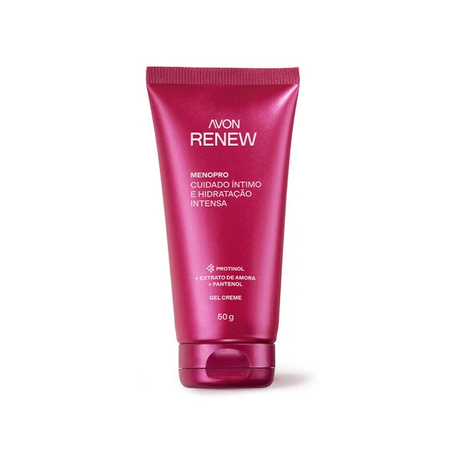 AVON
RENEW
MENOPRO
CUIDADO ÍNTIMO
E HIDRATAÇÃO
INTENSA
PROTINOL
+ EXTRATO DE AMORA
+ PANTENOL
GEL CREME
50 g